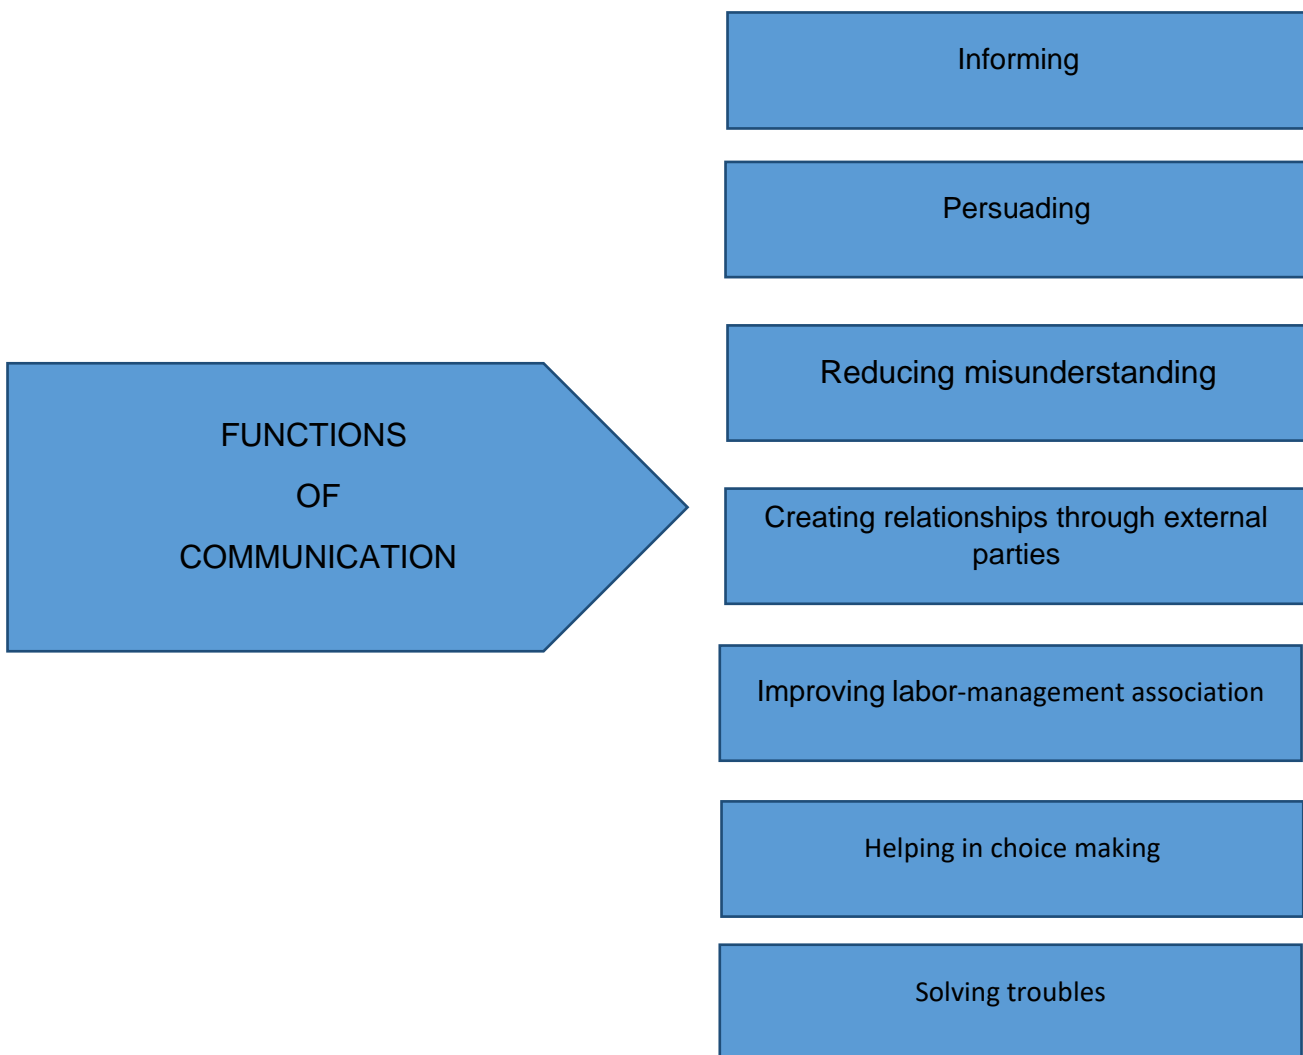 FUNCTIONS
OF
COMMUNICATION
Informing
Persuading
Reducing misunderstanding
Creating relationships through external
parties
Improving labor-management association
Helping in choice making
Solving troubles